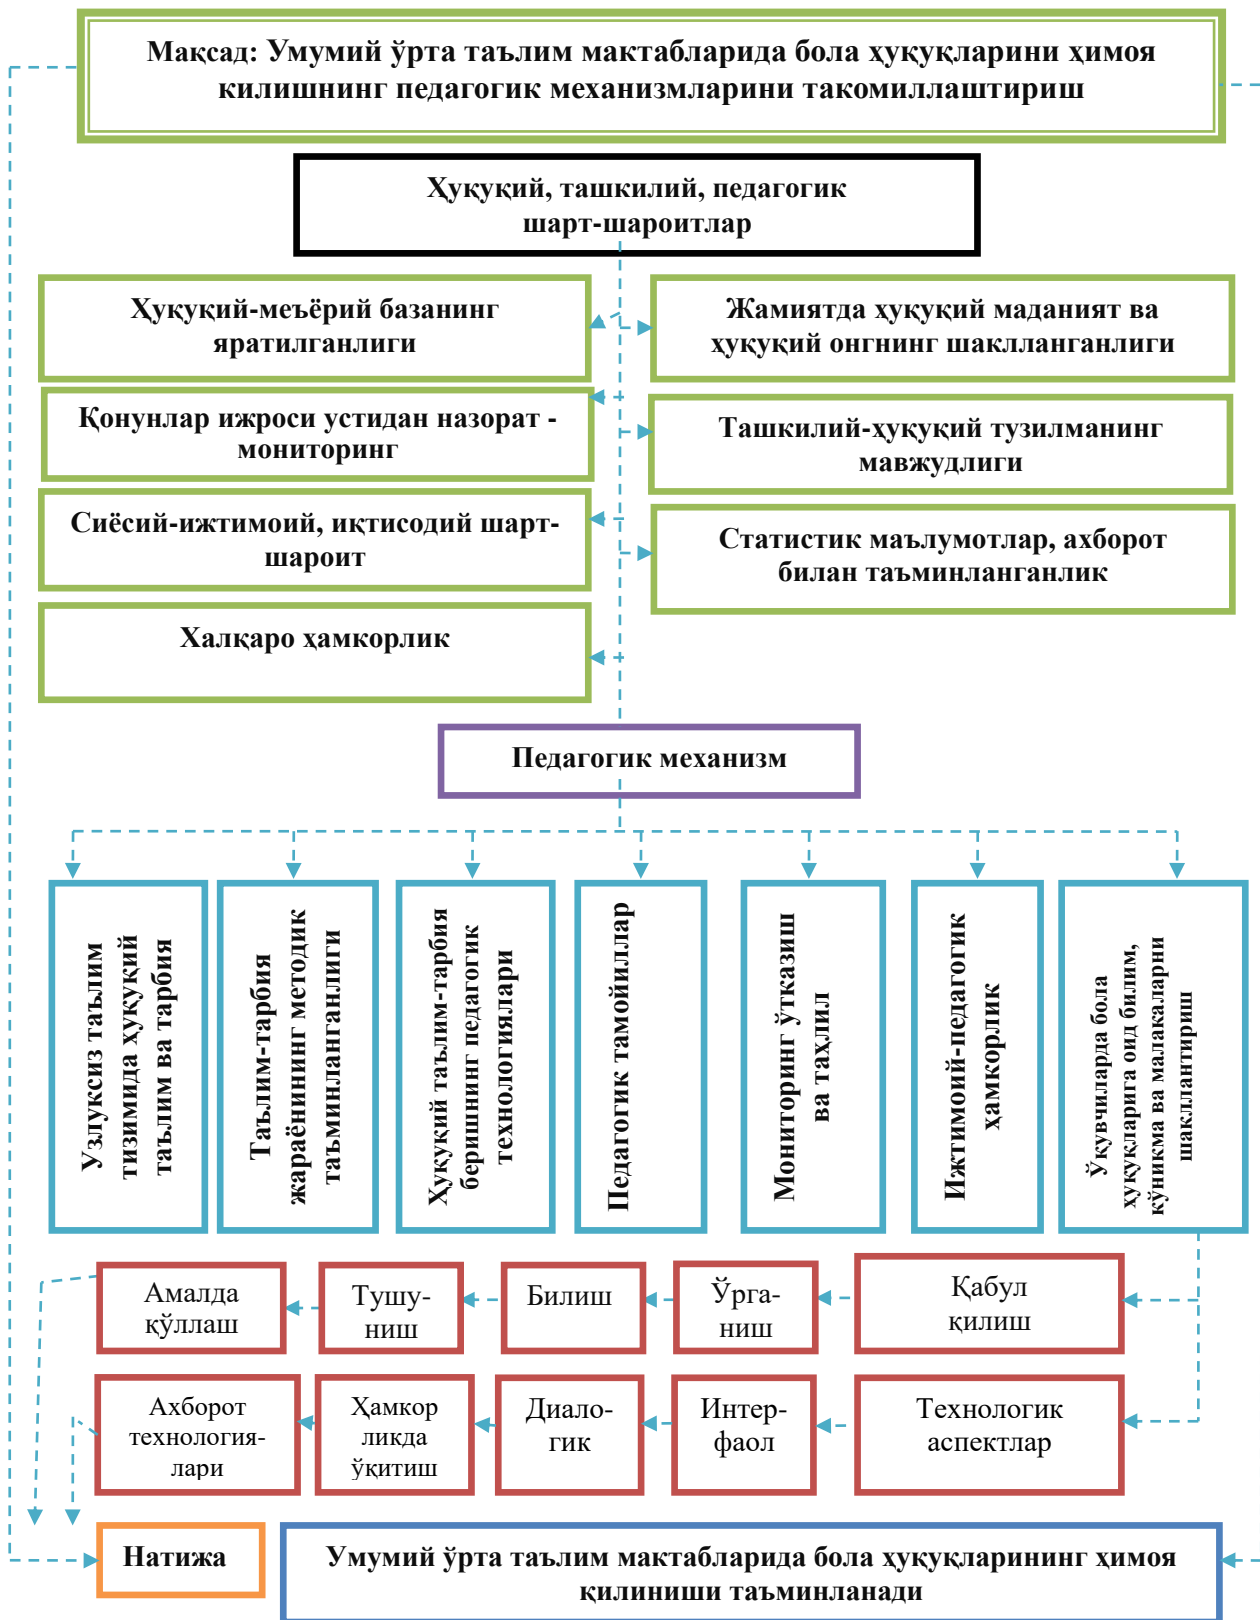 Мақсад: Умумий ўрта таълим мактабларида бола ҳуқуқларини ҳимоя
килишнинг педагогик механизмларини такомиллаштириш
Ҳуқуқий, ташкилий, педагогик
шарт-шароитлар
Ҳуқуқий-меъёрий базанинг
яратилганлиги
Жамиятда ҳуқуқий маданият ва
ҳуқуқий онгнинг шаклланганлиги
Қонунлар ижроси устидан назорат -
мониторинг
Ташкилий-ҳуқуқий тузилманинг
мавжудлиги
Сиёсий-ижтимоий, иқтисодий шарт-
шароит
Статистик маълумотлар, ахборот
билан таъминланганлик
Халқаро ҳамкорлик
Педагогик механизм
Узлуксиз таълим
тизимида ҳуқуқий
таълим ва тарбия
Таълим-тарбия
жараёнининг методик
таъминланганлиги
Ҳуқуқий таълим-тарбия
беришнинг педагогик
технологиялари
Педагогик тамойиллар
Мониторинг ўтказиш
ва таҳлил
Ижтимоий-педагогик
ҳамкорлик
Ўқувчиларда бола
ҳуқуқларига оид билим,
кўникма ва малакаларни
шакллантириш
Амалда
қўллаш
Тушу-
ниш
Билиш
Ўрга-
ниш
Қабул
қилиш
Ахборот
технология-
лари
Ҳамкор
ликда
ўқитиш
Диало-
гик
Интер-
фаол
Технологик
аспектлар
Натижа
Умумий ўрта таълим мактабларида бола ҳуқуқларининг ҳимоя
қилиниши таъминланади